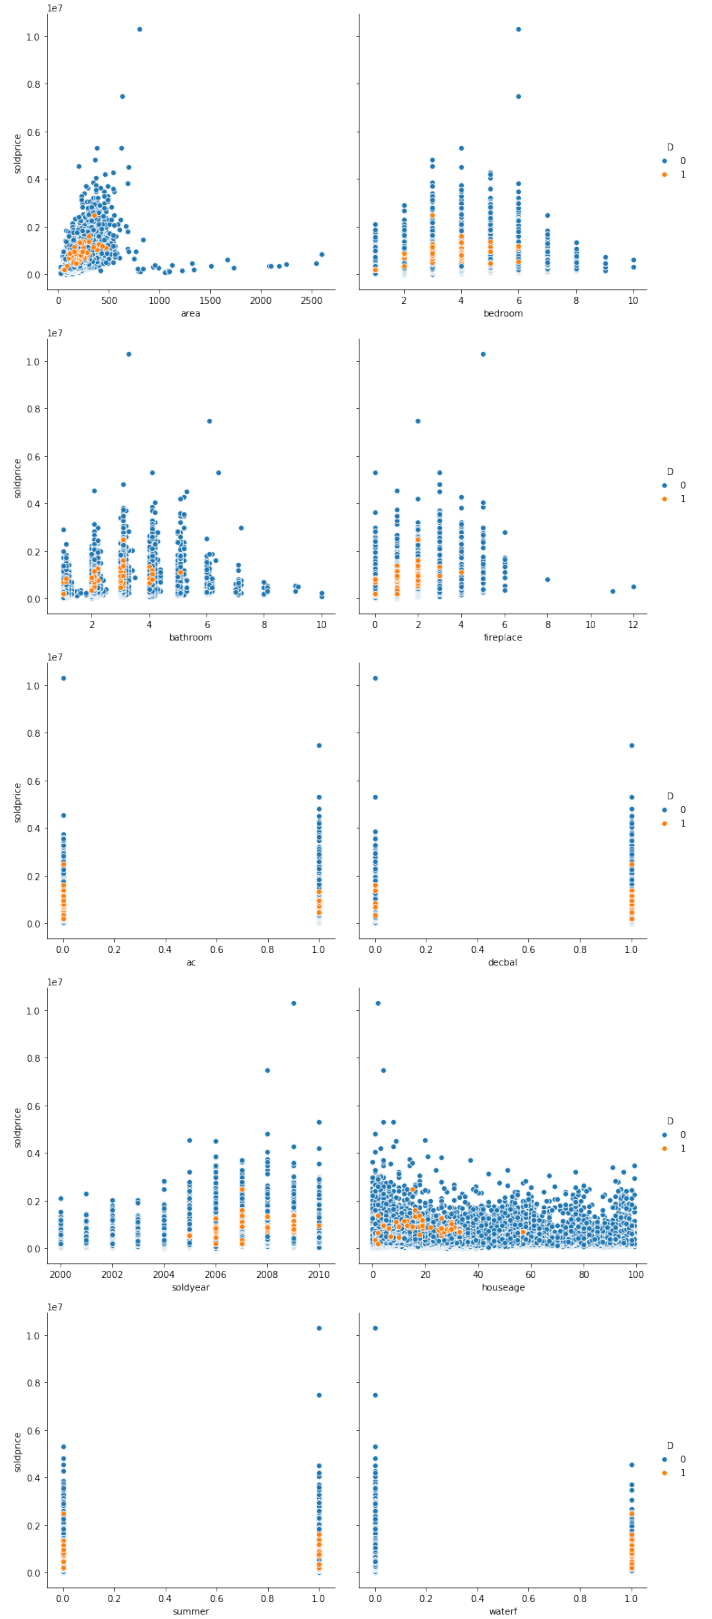 1e7
1.0
0.8
0.6
0.4
0.2
0.0
soldprice
0 500 1000 1500 2000 2500
area
2 4 6 8 10
bedroom
D
0
1
1e7
1.0
0.8
0.6
0.4
0.2
0.0
soldprice
2 4 6 8 10
bathroom
0 2 4 6 8 10 12
fireplace
D
0
1
1e7
1.0
0.8
0.6
0.4
0.2
0.0
soldprice
0.0 0.2 0.4 0.6 0.8 1.0
ac
0.0 0.2 0.4 0.6 0.8 1.0
decbal
D
0
1
1e7
1.0
0.8
0.6
0.4
0.2
0.0
soldprice
2000 2002 2004 2006 2008 2010
soldyear
0 20 40 60 80 100
houseage
D
0
1
1e7
1.0
0.8
0.6
0.4
0.2
0.0
soldprice
0.0 0.2 0.4 0.6 0.8 1.0
summer
0.0 0.2 0.4 0.6 0.8 1.0
waterf
D
0
1